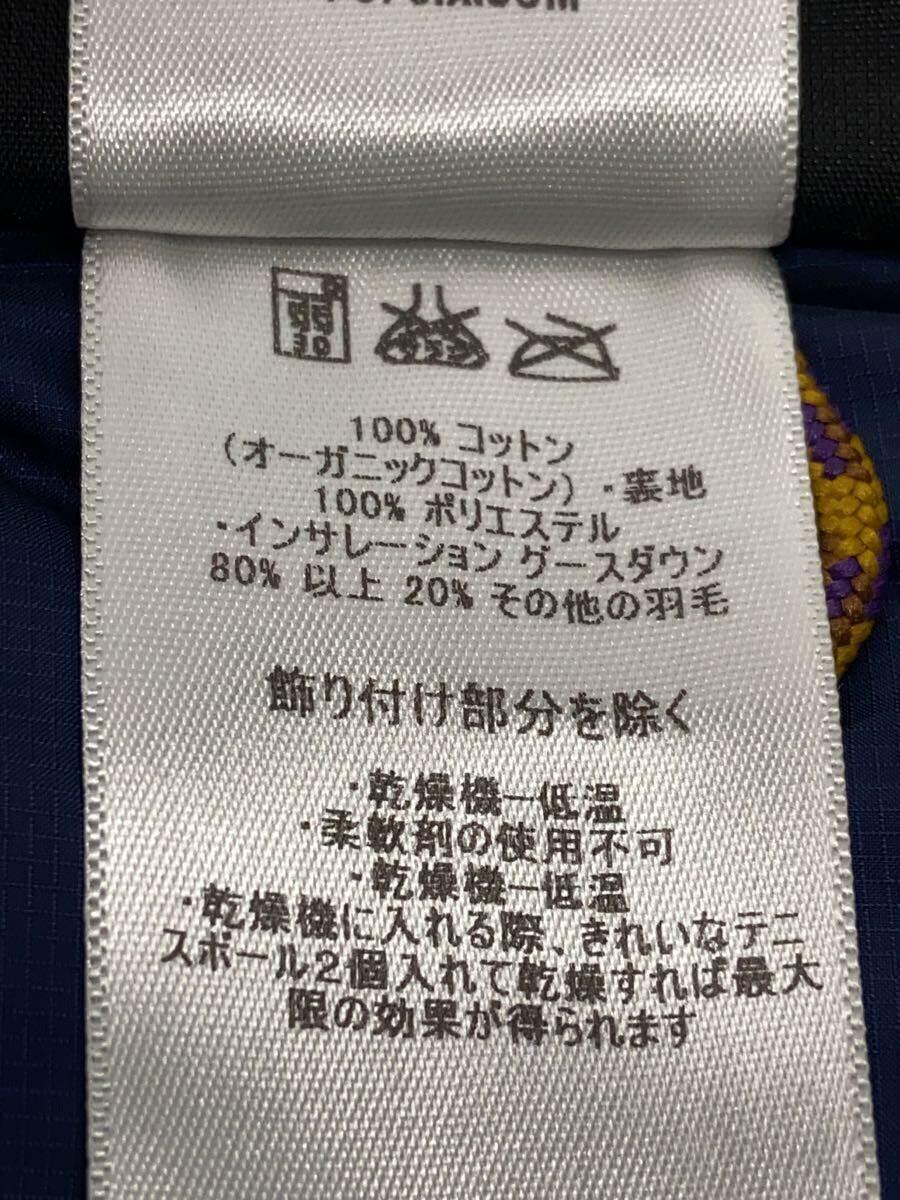 30
100% コットン
(オーガニックコットン) ・裏地
100% ポリエステル
・インサレーション グースダウン
80% 以上 20% その他の羽毛
飾り付け部分を除く
・乾燥機ー低温
・柔軟剤の使用不可
・乾燥機ー低温
・乾燥機に入れる際、きれいなテニ
スボール2個入れて乾燥すれば最大
限の効果が得られます